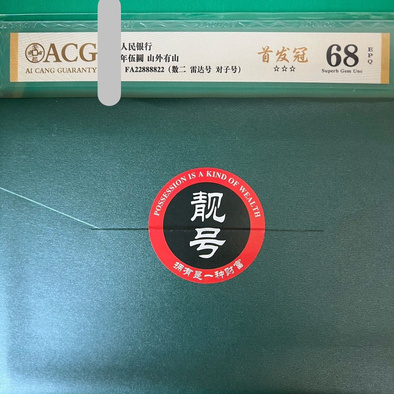 ACG
AI CANG GUARANTY
人民银行
年伍圆 山外有山
FA22888822（数二 雷达号 对子号）
首发冠
☆☆☆
68
Superb Gem Unc
EPQ
POSSESSION IS A KIND OF WEALTH
靓号
拥有是一种财富